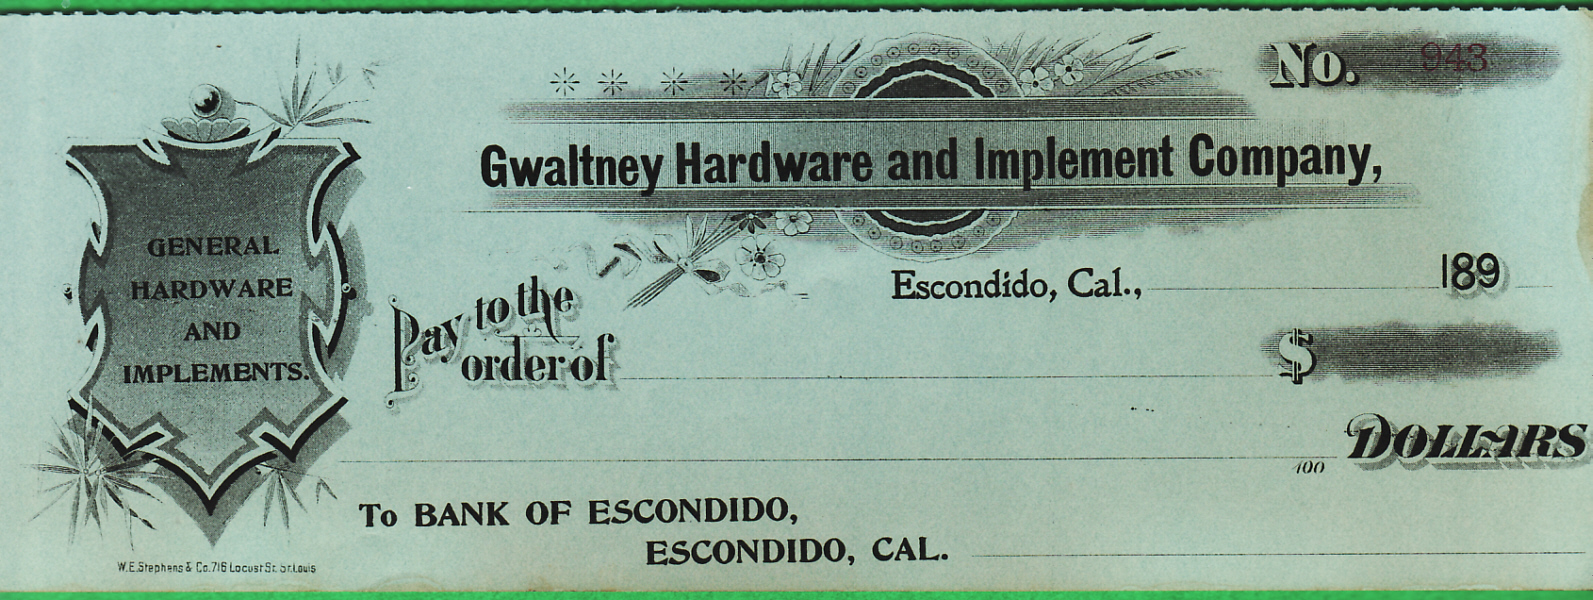 No. 943
Gwaltney Hardware and Implement Company,
GENERAL
HARDWARE
AND
IMPLEMENTS.
Escondido, Cal., 189
Pay to the
order of
$
100 DOLLARS
To BANK OF ESCONDIDO,
ESCONDIDO, CAL.
W.E.Stephens & Co. 716 Locust St. St. Louis